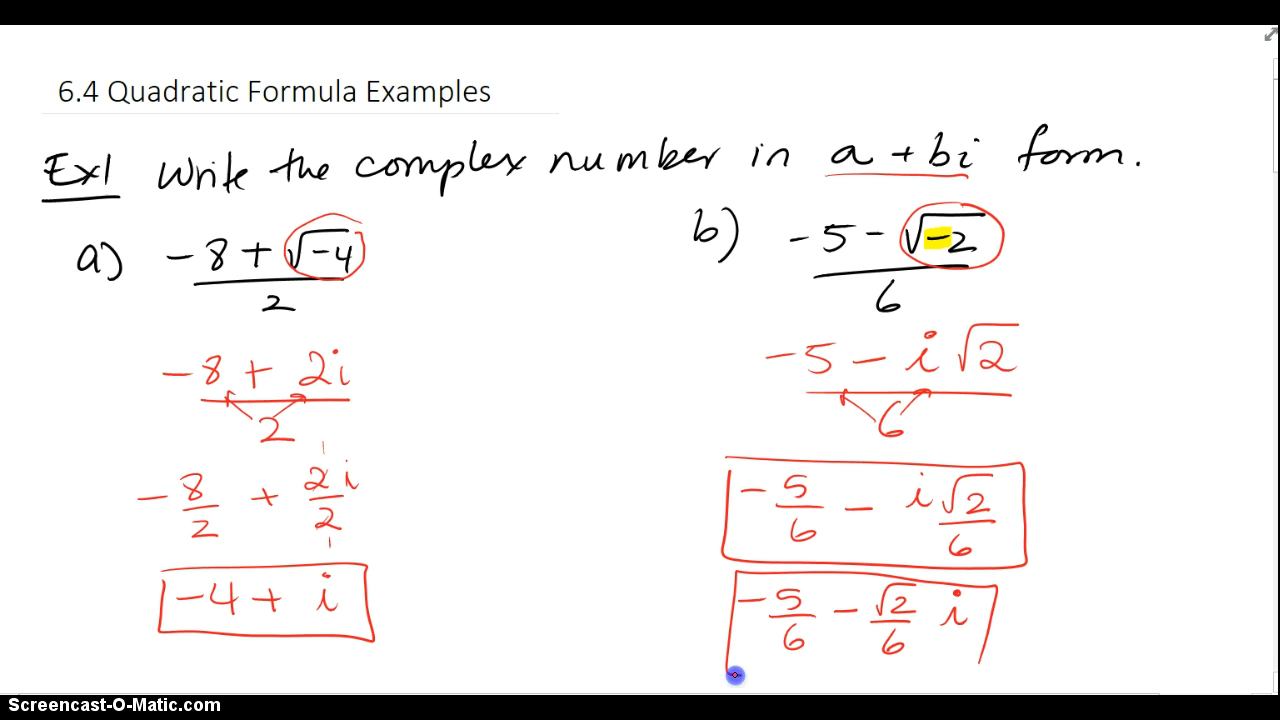 6.4 Quadratic Formula Examples
Ex1 Write the complex number in a + bi form.
a) (-8 + √-4)/2
-8 + 2i
2
-8/2 + 2i/2
1
1
-4 + i
b) (-5 - √-2)/6
-5 - i√2
6
-5/6 - i√2/6
-5/6 - √2/6 i
Screencast-O-Matic.com